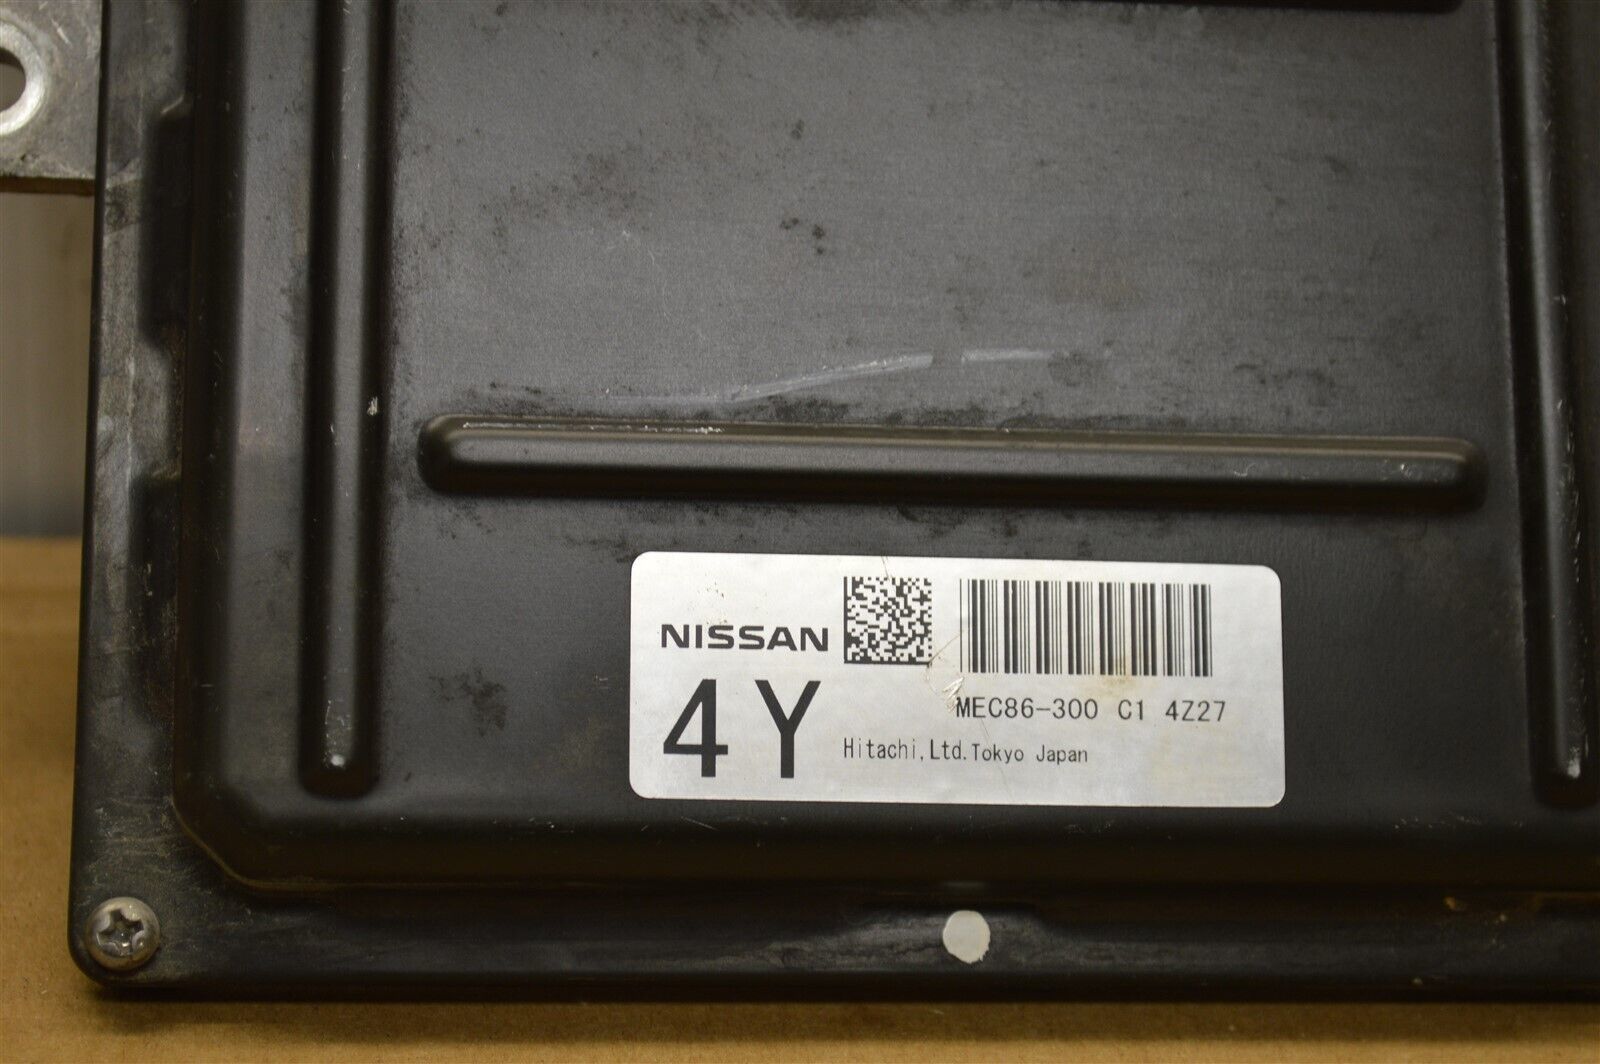 NISSAN
4Y
MEC86-300 C1 4Z27
Hitachi,Ltd.Tokyo Japan